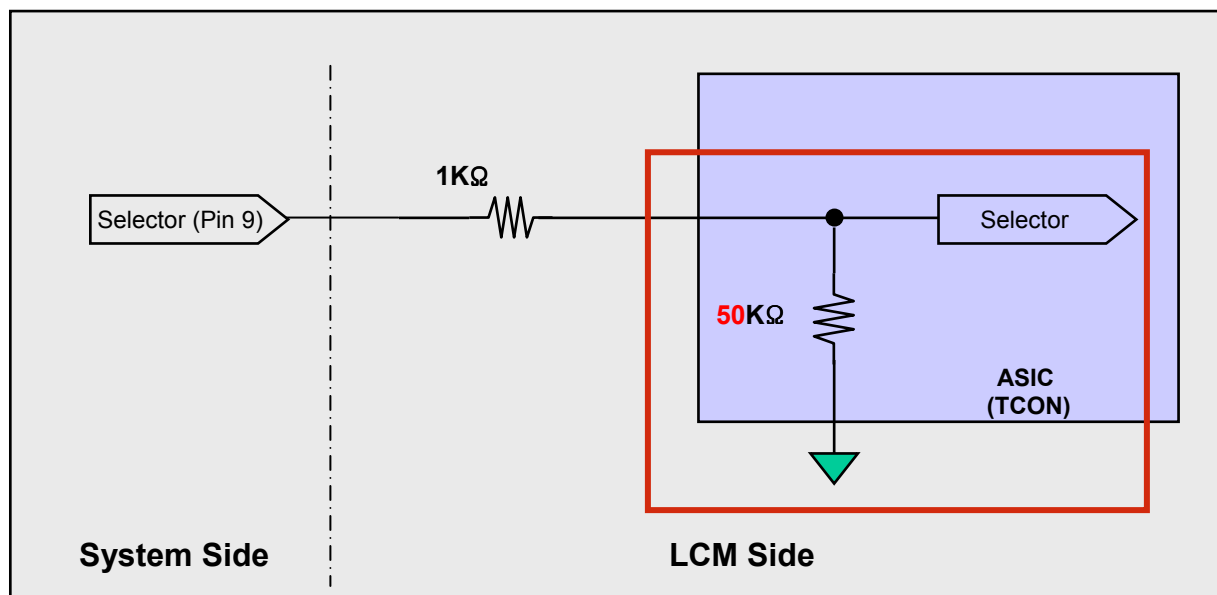 1KΩ
Selector (Pin 9)
Selector
50KΩ
ASIC
(TCON)
System Side
LCM Side